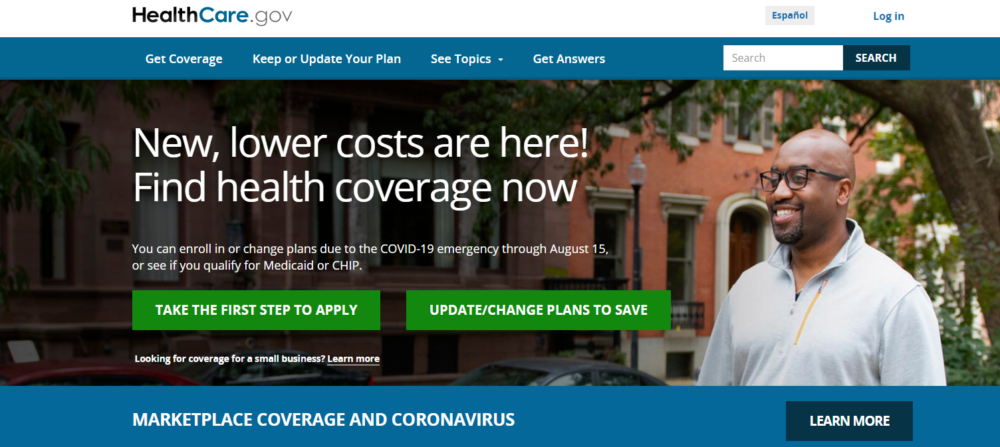 HealthCare.gov
Español
Log in
Get Coverage
Keep or Update Your Plan
See Topics
Get Answers
Search
SEARCH
New, lower costs are here!
Find health coverage now
You can enroll in or change plans due to the COVID-19 emergency through August 15,
or see if you qualify for Medicaid or CHIP.
TAKE THE FIRST STEP TO APPLY
UPDATE/CHANGE PLANS TO SAVE
Looking for coverage for a small business? Learn more
MARKETPLACE COVERAGE AND CORONAVIRUS
LEARN MORE